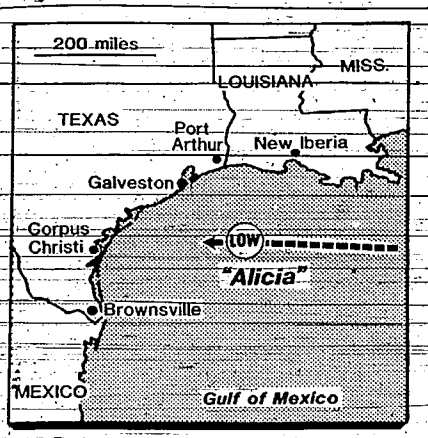 200 miles
MISS.
LOUISIANA
TEXAS
Port
Arthur
New Iberia
Galveston
Corpus
Christi
LOW
"Alicia"
Brownsville
MEXICO
Gulf of Mexico